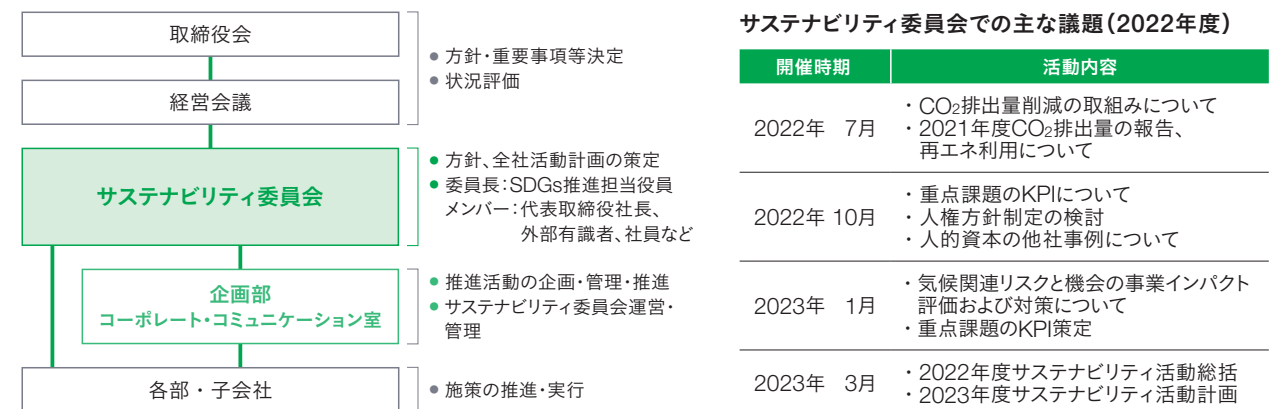 取締役会
経営会議
● 方針・重要事項等決定
● 状況評価
サステナビリティ委員会
● 方針、全社活動計画の策定
● 委員長：SDGs推進担当役員
メンバー：代表取締役社長、
外部有識者、社員など
企画部
コーポレート・コミュニケーション室
● 推進活動の企画・管理・推進
● サステナビリティ委員会運営・
管理
各部・子会社
● 施策の推進・実行
サステナビリティ委員会での主な議題（2022年度）
開催時期 活動内容
2022年 7月
・CO₂排出量削減の取組みについて
・2021年度CO₂排出量の報告、
再エネ利用について
2022年 10月
・重点課題のKPIについて
・人権方針制定の検討
・人的資本の他社事例について
2023年 1月
・気候関連リスクと機会の事業インパクト
評価および対策について
・重点課題のKPI策定
2023年 3月
・2022年度サステナビリティ活動総括
・2023年度サステナビリティ活動計画